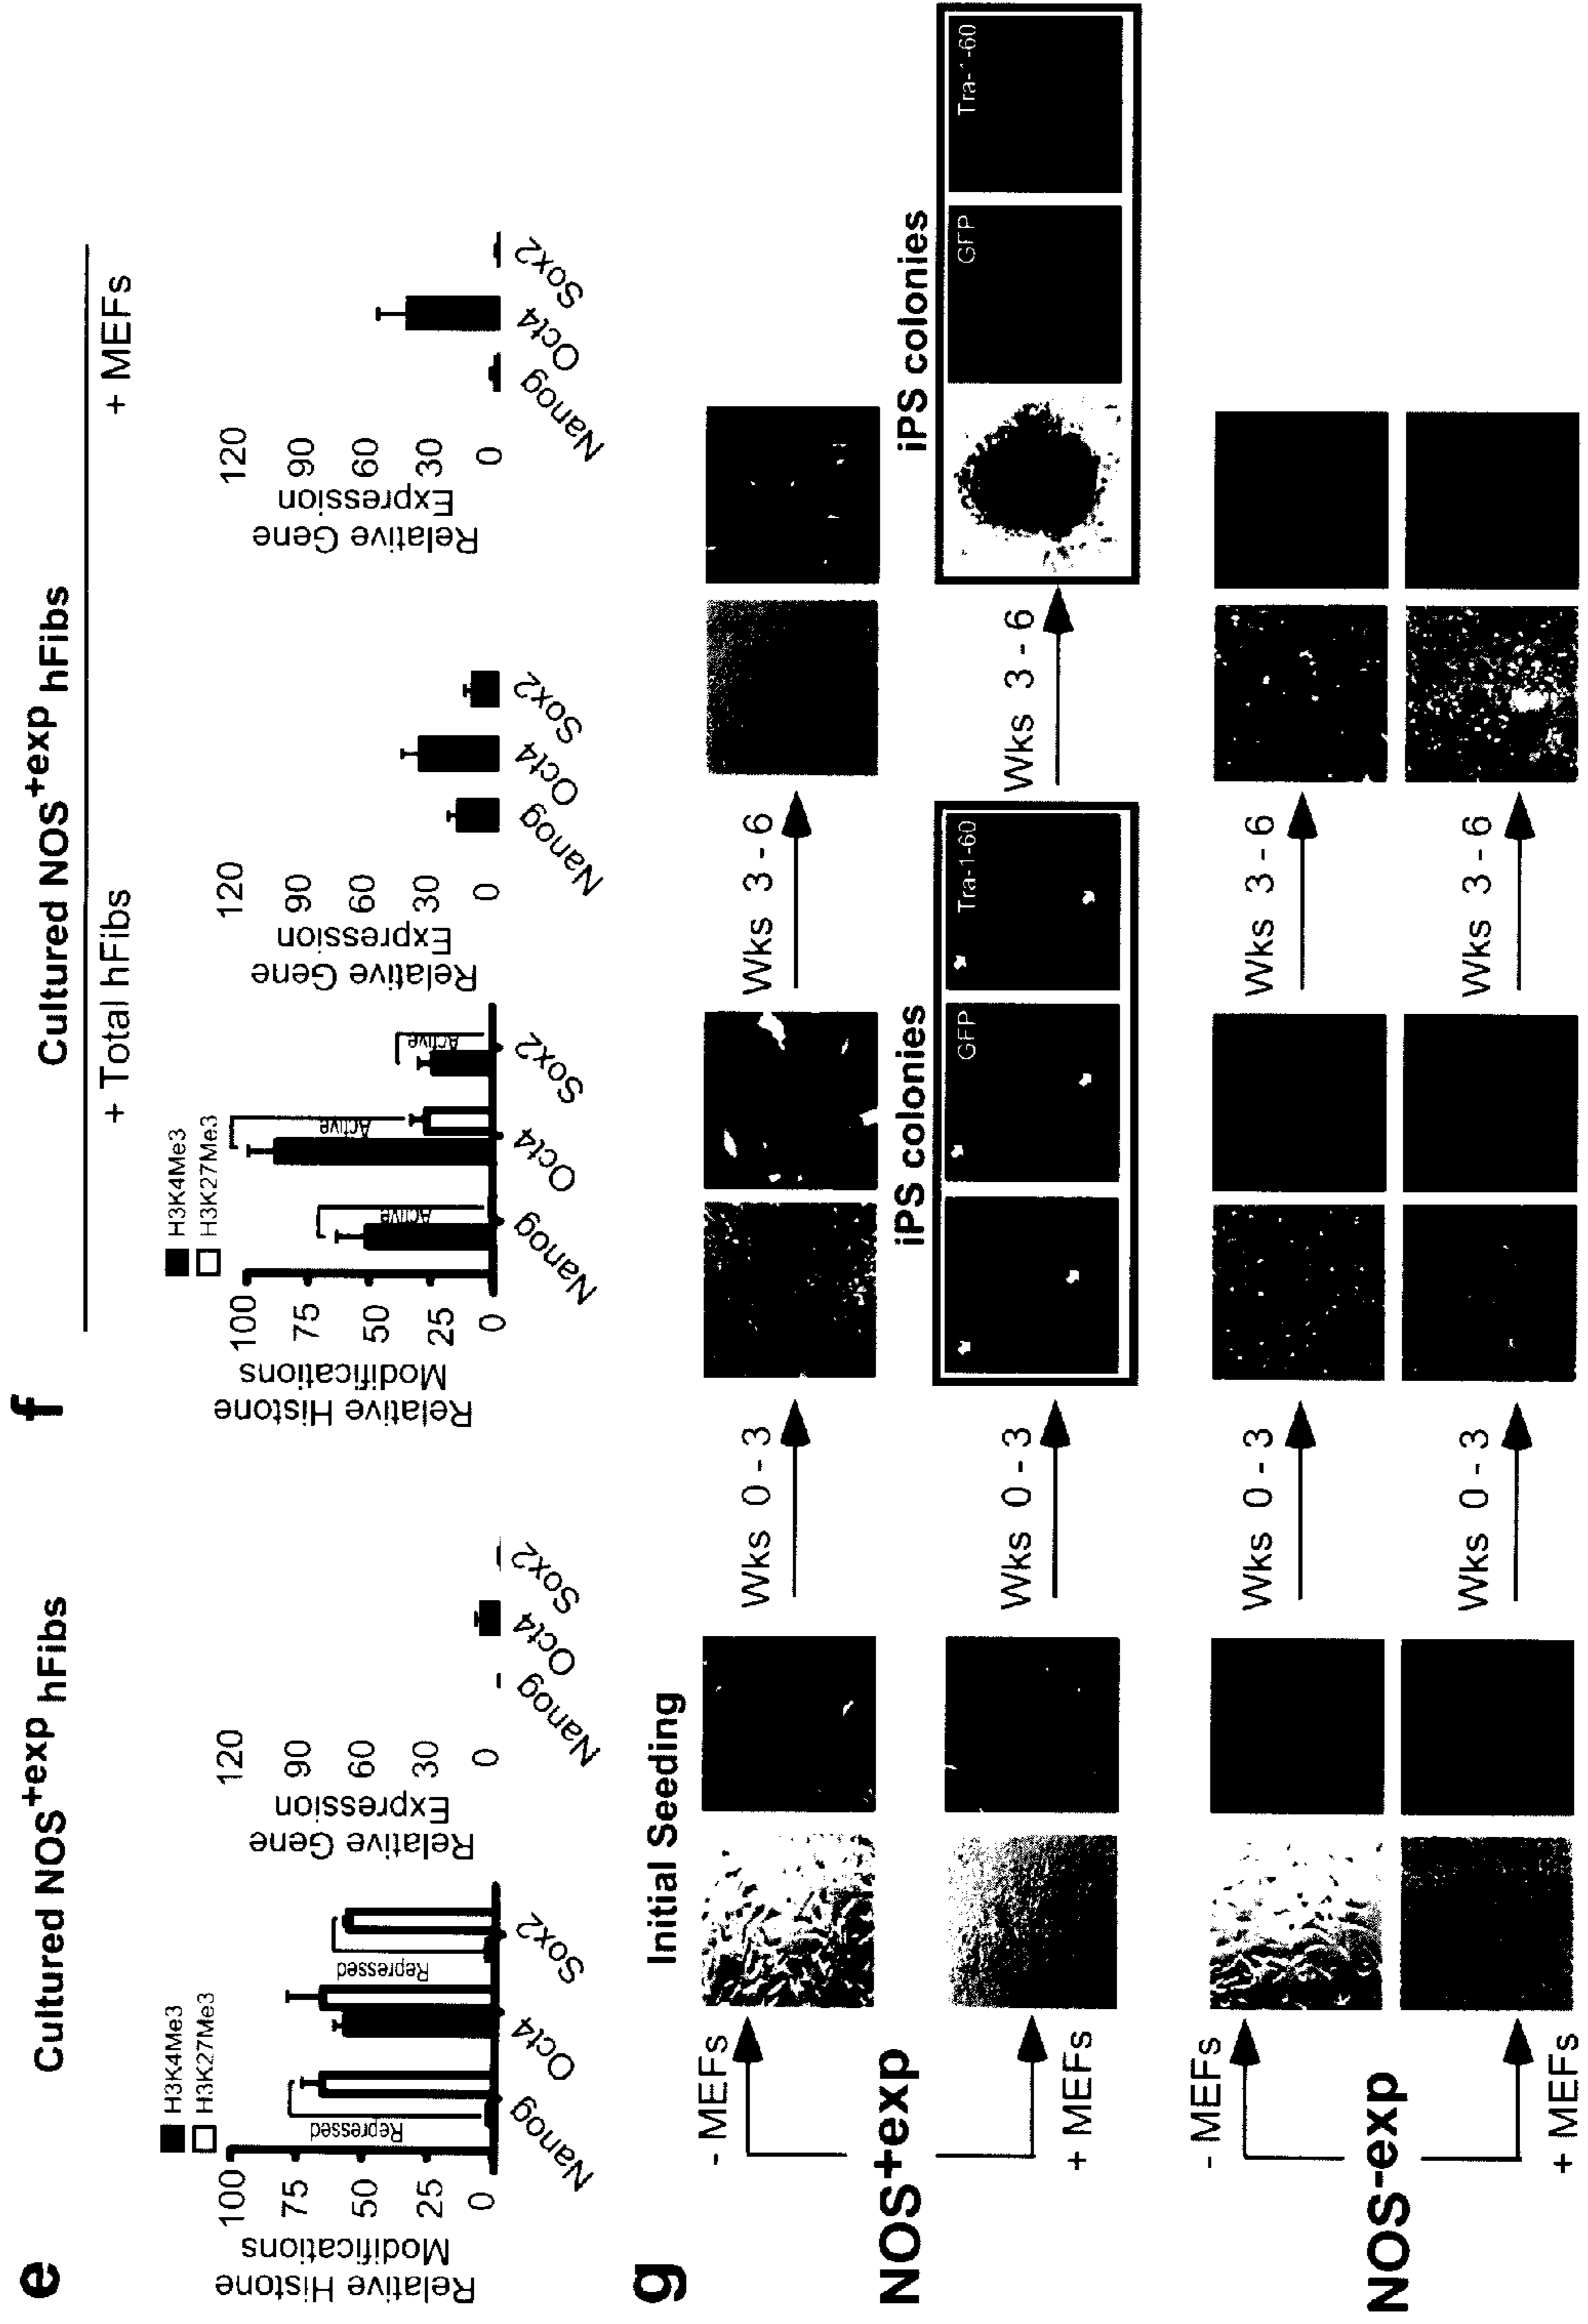 e
Cultured NOS+exp hFibs
H3K4Me3
H3K27Me3
Relative Histone
Modifications
100
75
50
25
0
Repressed
Repressed
Nanog
Oct4
Sox2
Relative Gene
Expression
120
90
60
30
0
Nanog
Oct4
Sox2
f
Cultured NOS+exp hFibs
+ Total hFibs
H3K4Me3
H3K27Me3
Relative Histone
Modifications
100
75
50
25
0
Active
Active
Active
Nanog
Oct4
Sox2
Relative Gene
Expression
120
90
60
30
0
Nanog
Oct4
Sox2
+ MEFs
Relative Gene
Expression
120
90
60
30
0
Nanog
Oct4
Sox2
g
Initial Seeding
NOS+exp
- MEFs
Wks 0 - 3
Wks 3 - 6
iPS colonies
iPS colonies
+ MEFs
Wks 0 - 3
GFP
Tra-1-60
Wks 3 - 6
GFP
Tra-1-60
NOS-exp
- MEFs
Wks 0 - 3
Wks 3 - 6
+ MEFs
Wks 0 - 3
Wks 3 - 6